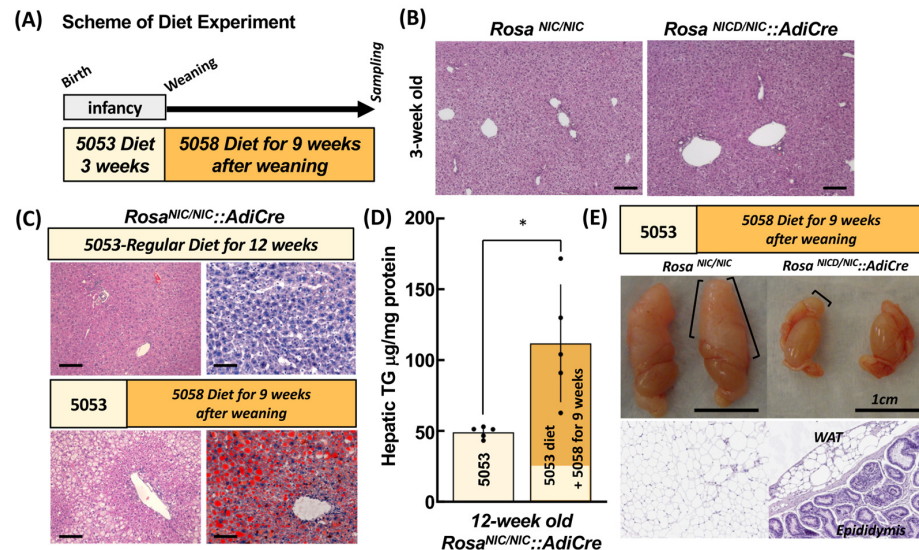 (A) Scheme of Diet Experiment
Birth
Weaning
Sampling
infancy
5053 Diet
3 weeks
5058 Diet for 9 weeks
after weaning
(B)
Rosa NIC/NIC
Rosa NICD/NIC::AdiCre
3-week old
(C)
Rosa NIC/NIC::AdiCre
5053-Regular Diet for 12 weeks
5053
5058 Diet for 9 weeks
after weaning
(D)
Hepatic TG µg/mg protein
200
150
100
50
0
*
5053
5053 diet
+ 5058 for 9 weeks
12-week old
Rosa NIC/NIC::AdiCre
(E)
5053
5058 Diet for 9 weeks
after weaning
Rosa NIC/NIC
Rosa NICD/NIC::AdiCre
1cm
WAT
Epididymis